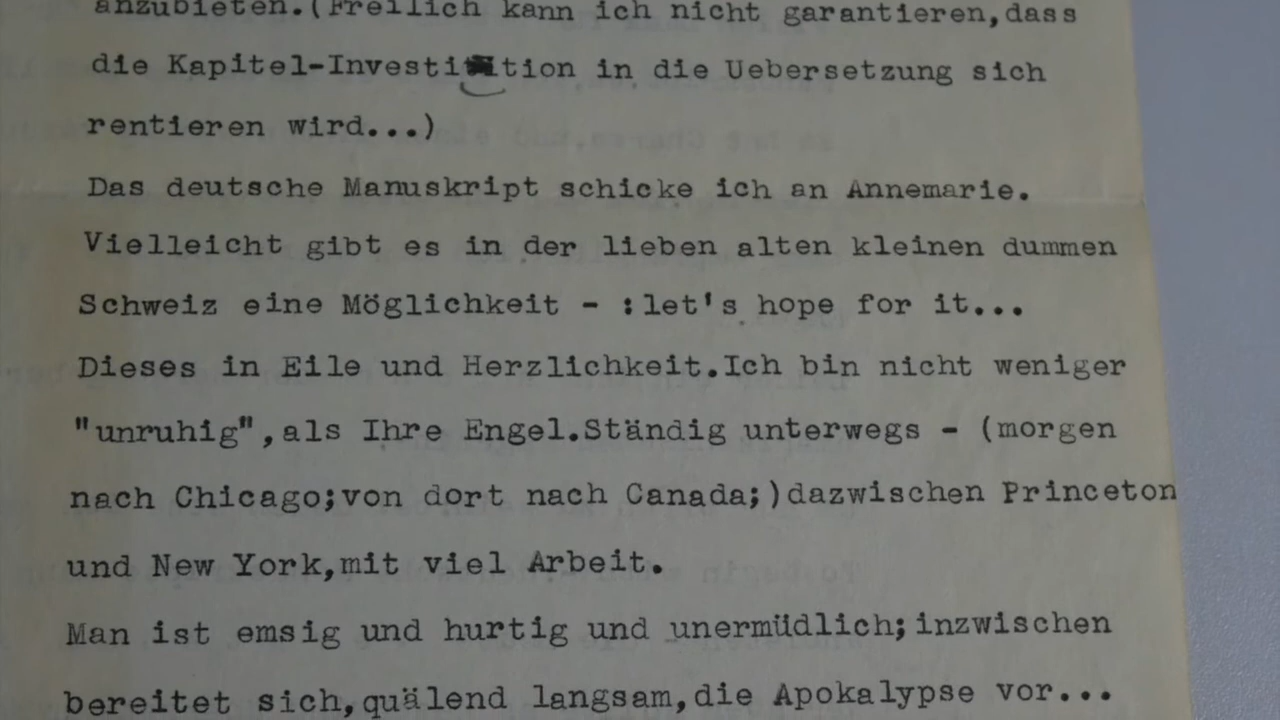 anzubieten.(Freilich kann ich nicht garantieren,dass
die Kapitel-Investition in die Uebersetzung sich
rentieren wird...)
Das deutsche Manuskript schicke ich an Annemarie.
Vielleicht gibt es in der lieben alten kleinen dummen
Schweiz eine Möglichkeit - :let's hope for it...
Dieses in Eile und Herzlichkeit.Ich bin nicht weniger
"unruhig",als Ihre Engel.Ständig unterwegs - (morgen
nach Chicago;von dort nach Canada;)dazwischen Princeton
und New York,mit viel Arbeit.
Man ist emsig und hurtig und unermüdlich;inzwischen
bereitet sich,quälend langsam,die Apokalypse vor...